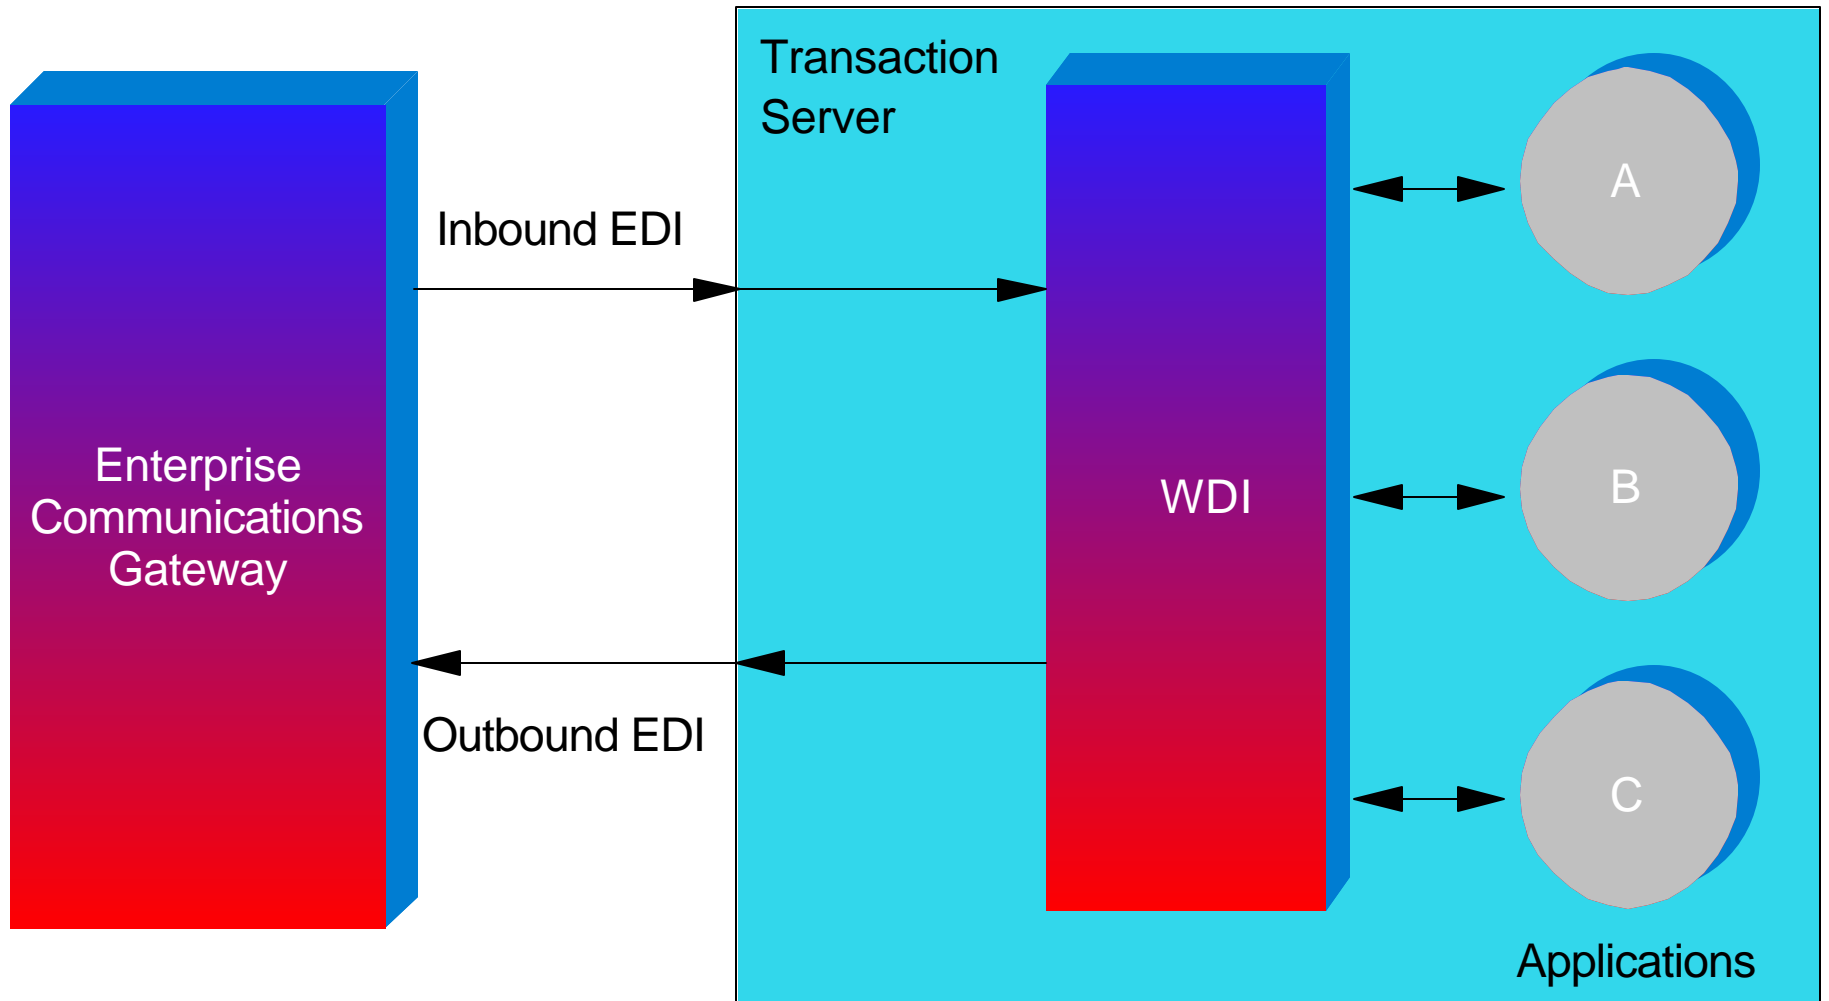 Transaction
Server
A
Inbound EDI
Enterprise
Communications
Gateway
WDI
B
Outbound EDI
C
Applications